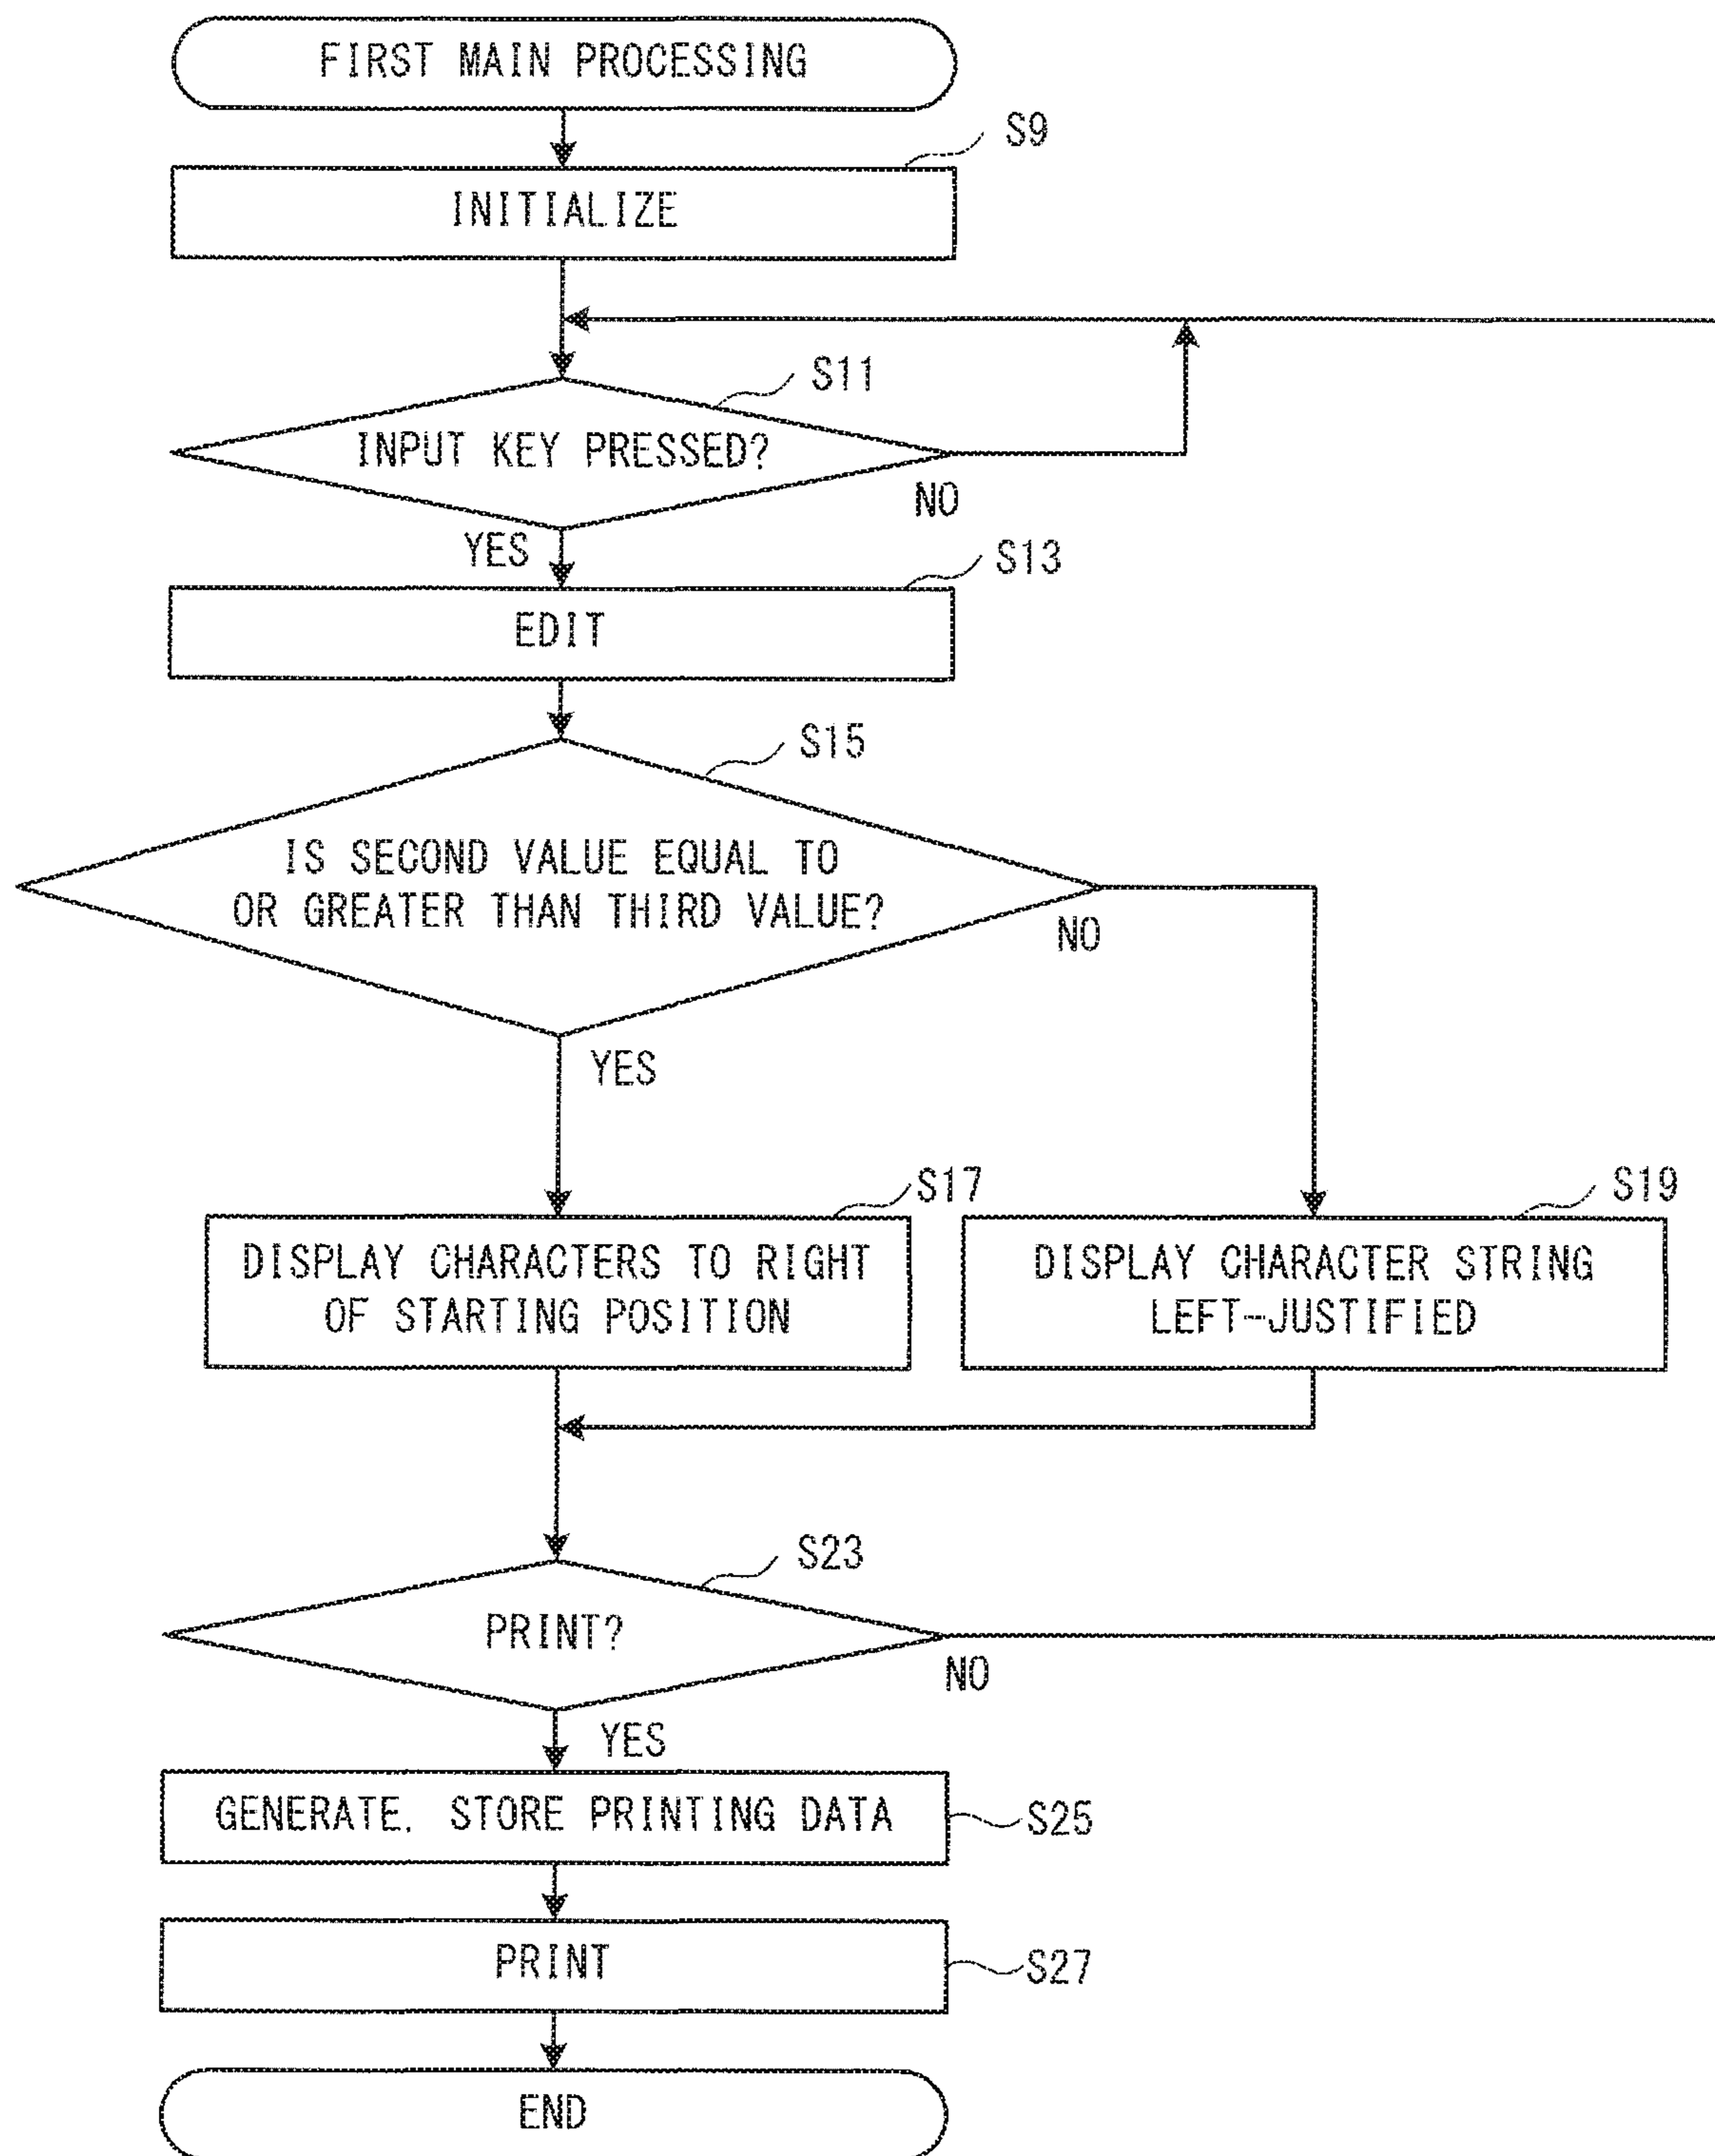 FIRST MAIN PROCESSING
S9
INITIALIZE
S11
INPUT KEY PRESSED?
NO
YES
S13
EDIT
S15
IS SECOND VALUE EQUAL TO
OR GREATER THAN THIRD VALUE?
NO
YES
S17
S19
DISPLAY CHARACTERS TO RIGHT
OF STARTING POSITION
DISPLAY CHARACTER STRING
LEFT-JUSTIFIED
S23
PRINT?
NO
YES
GENERATE. STORE PRINTING DATA
S25
PRINT
S27
END